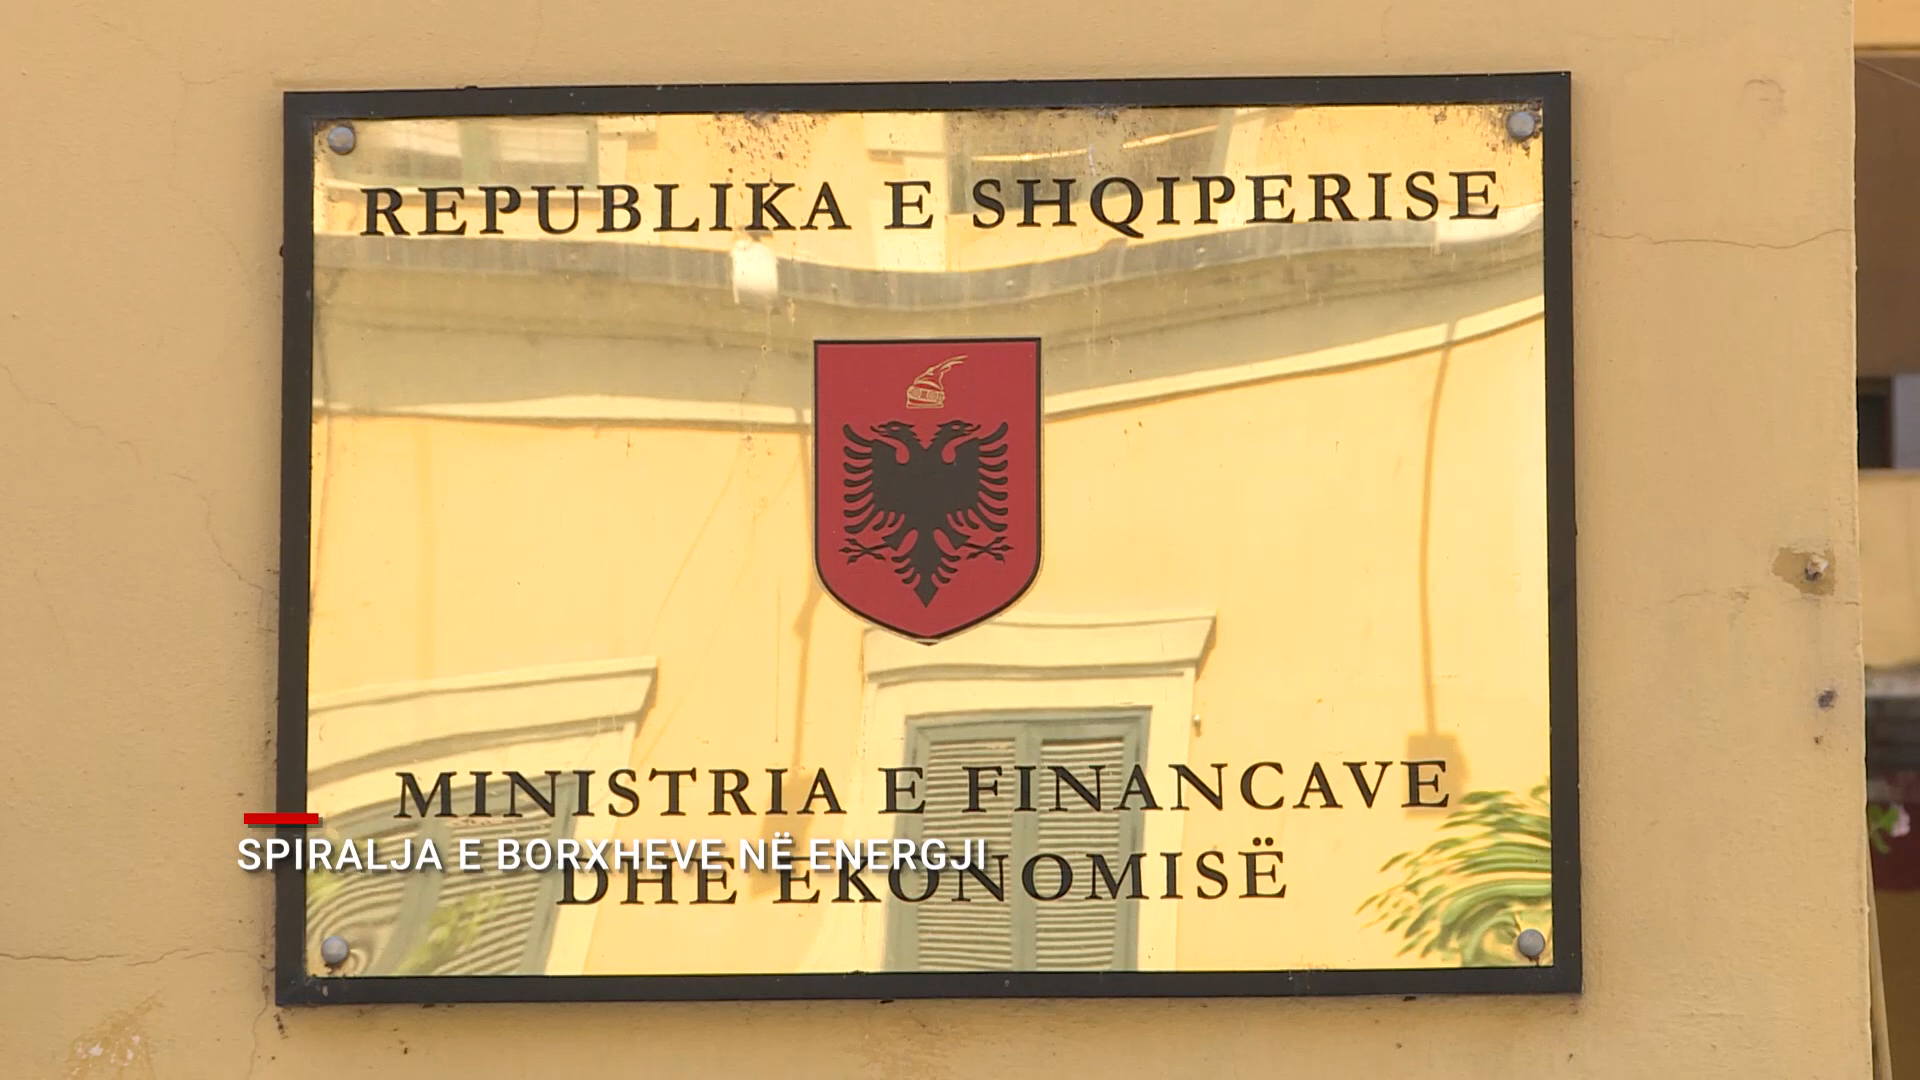 REPUBLIKA E SHQIPERISE
MINISTRIA E FINANCAVE
SPIRALJA E BORXHEVE NË ENERGJI
DHE EKONOMISË